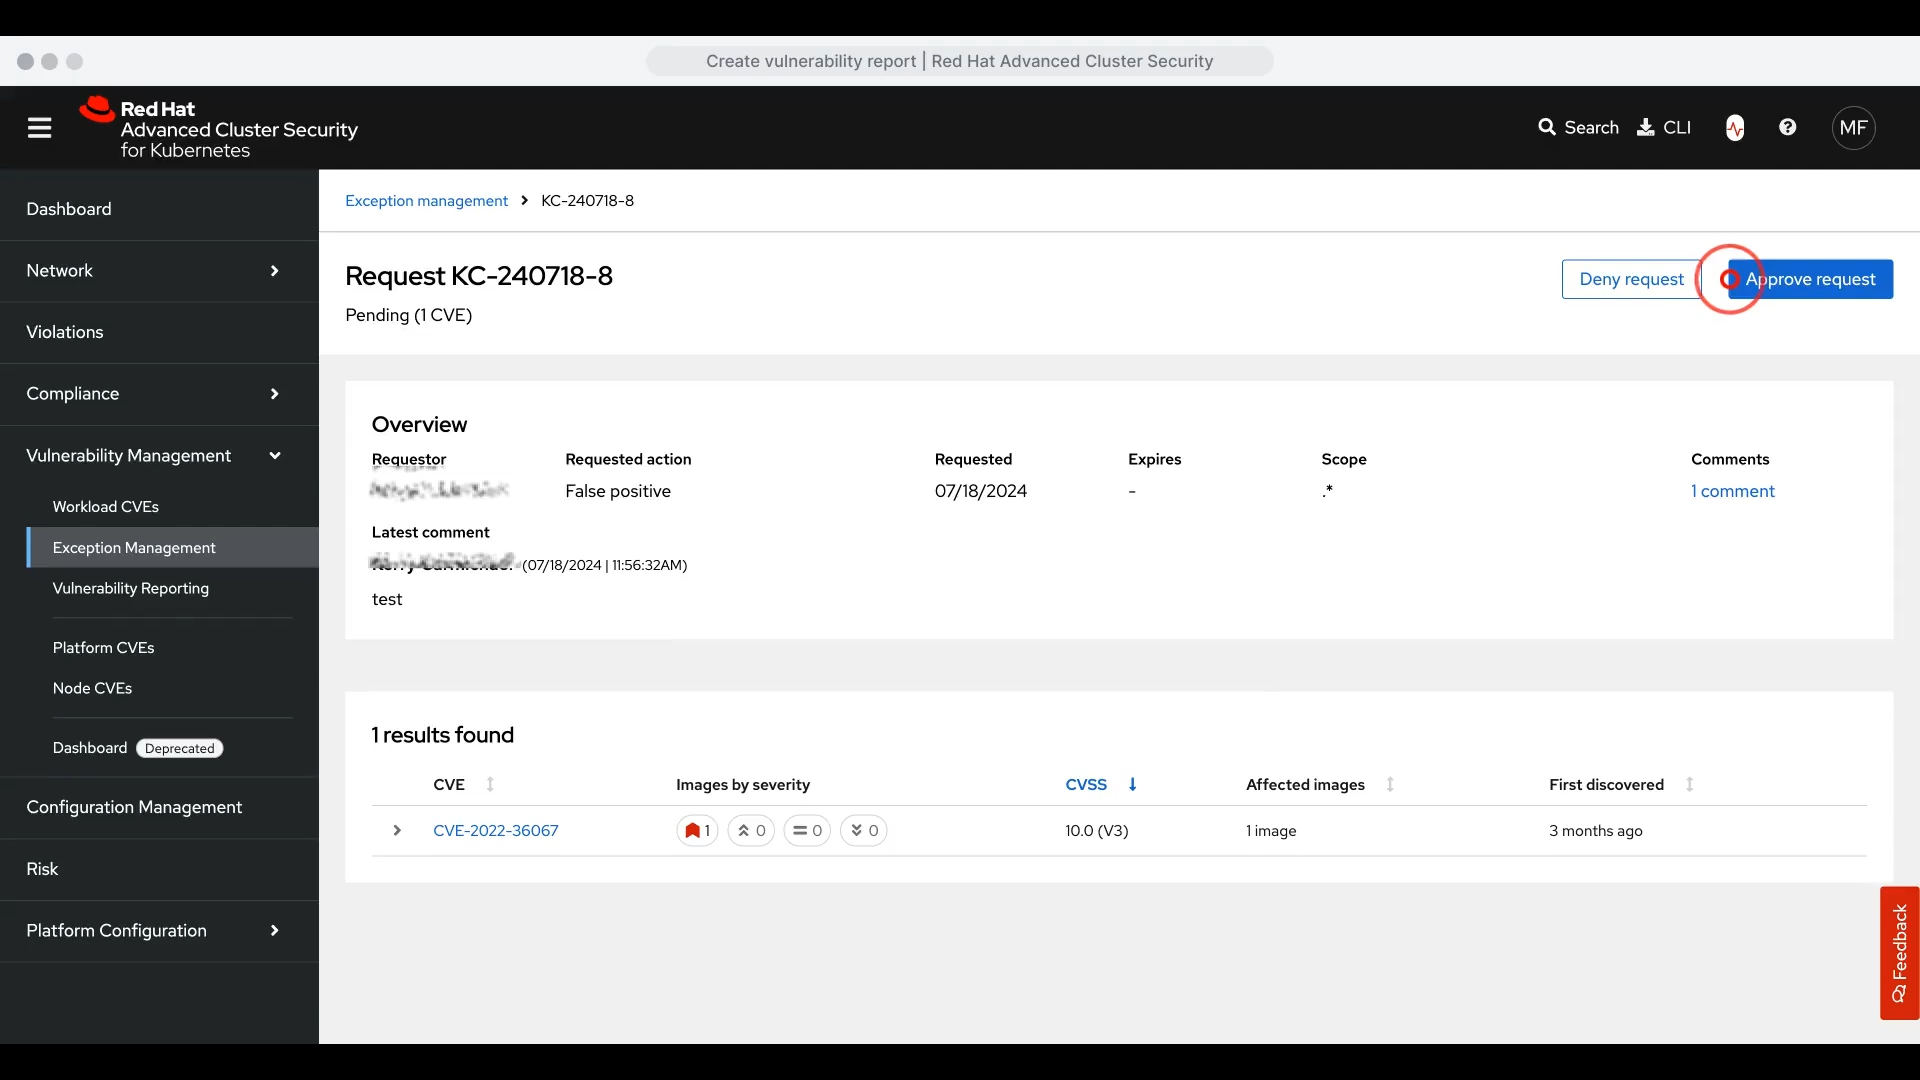 Create vulnerability report | Red Hat Advanced Cluster Security
Red Hat
Advanced Cluster Security
for Kubernetes
Search
CLI
MF
Dashboard
Network
Violations
Compliance
Vulnerability Management
Workload CVEs
Exception Management
Vulnerability Reporting
Platform CVEs
Node CVEs
Dashboard Deprecated
Configuration Management
Risk
Platform Configuration
Exception management > KC-240718-8
Request KC-240718-8
Pending (1 CVE)
Deny request
Approve request
Overview
Requestor Requested action Requested Expires Scope Comments
False positive 07/18/2024 - .* 1 comment
Latest comment
(07/18/2024 | 11:56:32AM)
test
1 results found
CVE Images by severity CVSS Affected images First discovered
CVE-2022-36067 1 0 0 0 10.0 (V3) 1 image 3 months ago
Feedback